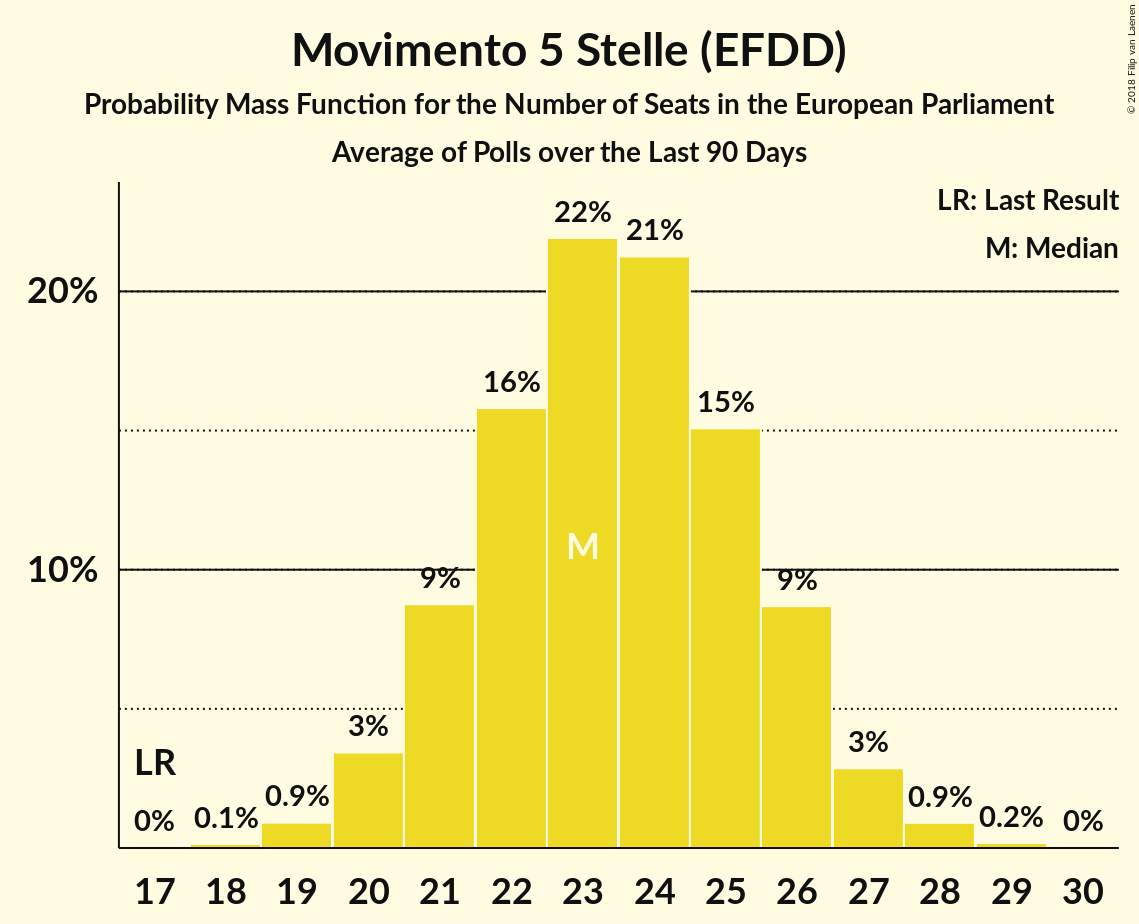 Movimento 5 Stelle (EFDD)
Probability Mass Function for the Number of Seats in the European Parliament
Average of Polls over the Last 90 Days
© 2018 Filip van Laenen
LR: Last Result
M: Median
22%
21%
20%
16%
15%
M
10%
9%
9%
3%
3%
LR
0%
0.1%
0.9%
0.9%
0.2%
0%
17 18 19 20 21 22 23 24 25 26 27 28 29 30